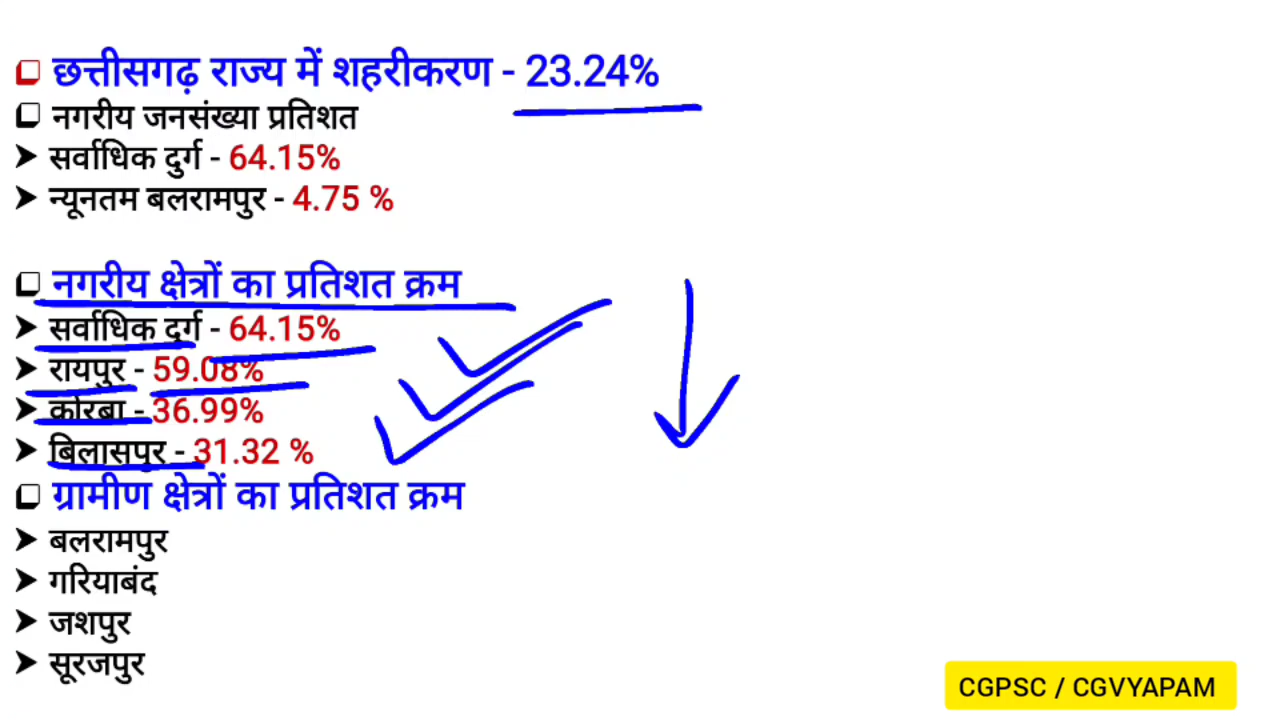 छत्तीसगढ़ राज्य में शहरीकरण - 23.24%
नगरीय जनसंख्या प्रतिशत
सर्वाधिक दुर्ग - 64.15%
न्यूनतम बलरामपुर - 4.75 %
नगरीय क्षेत्रों का प्रतिशत क्रम
सर्वाधिक दुर्ग - 64.15%
रायपुर - 59.08%
कोरबा - 36.99%
बिलासपुर - 31.32 %
ग्रामीण क्षेत्रों का प्रतिशत क्रम
बलरामपुर
गरियाबंद
जशपुर
सूरजपुर
CGPSC / CGVYAPAM